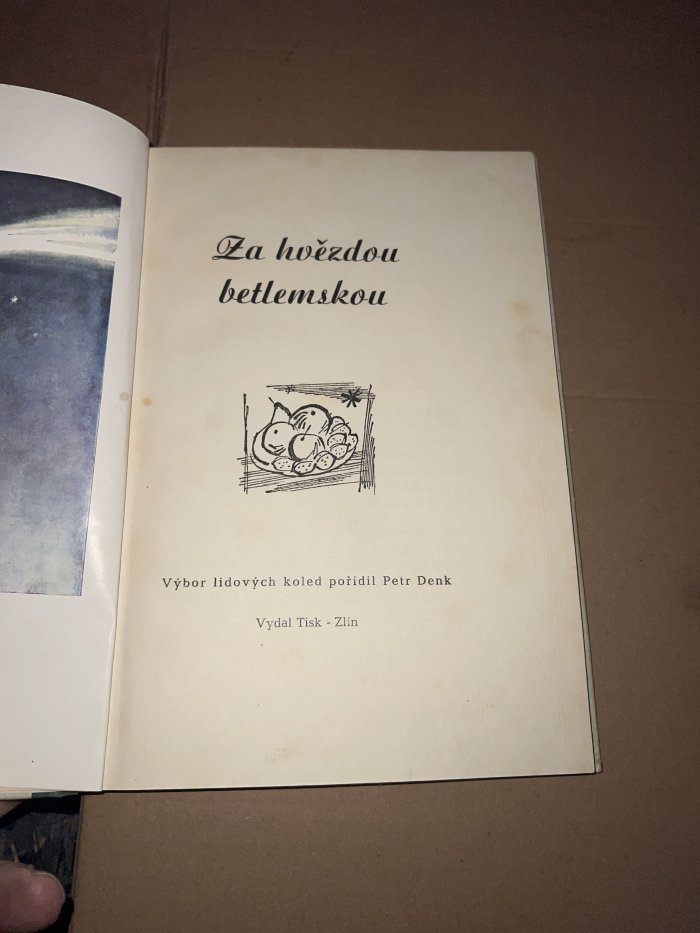 Za hvězdou
betlemskou
Výbor lidových koled pořídil Petr Denk
Vydal Tisk - Zlín